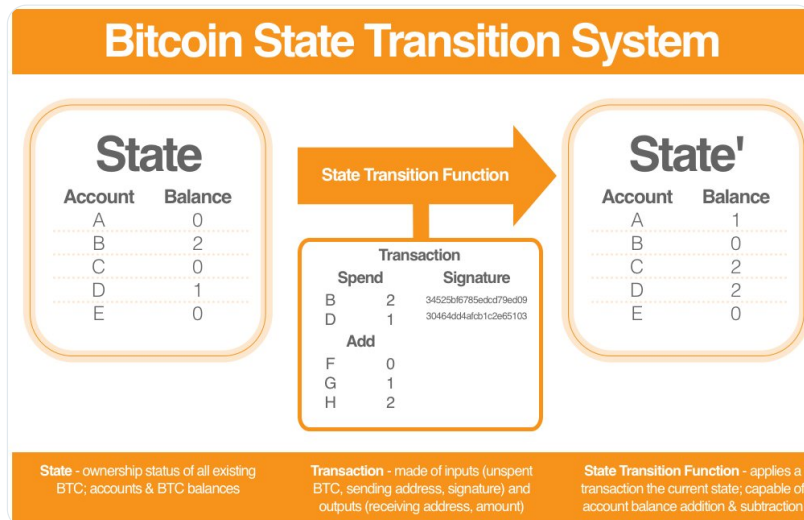 Bitcoin State Transition System
State
Account Balance
A 0
B 2
C 0
D 1
E 0
State Transition Function
Transaction
Spend Signature
B 2 34525bf6785edcd79ed09
D 1 30464dd4afcb1c2e65103
Add
F 0
G 1
H 2
State'
Account Balance
A 1
B 0
C 2
D 2
E 0
State - ownership status of all existing
BTC; accounts & BTC balances
Transaction - made of inputs (unspent
BTC, sending address, signature) and
outputs (receiving address, amount)
State Transition Function - applies a
transaction the current state; capable of
account balance addition & subtraction